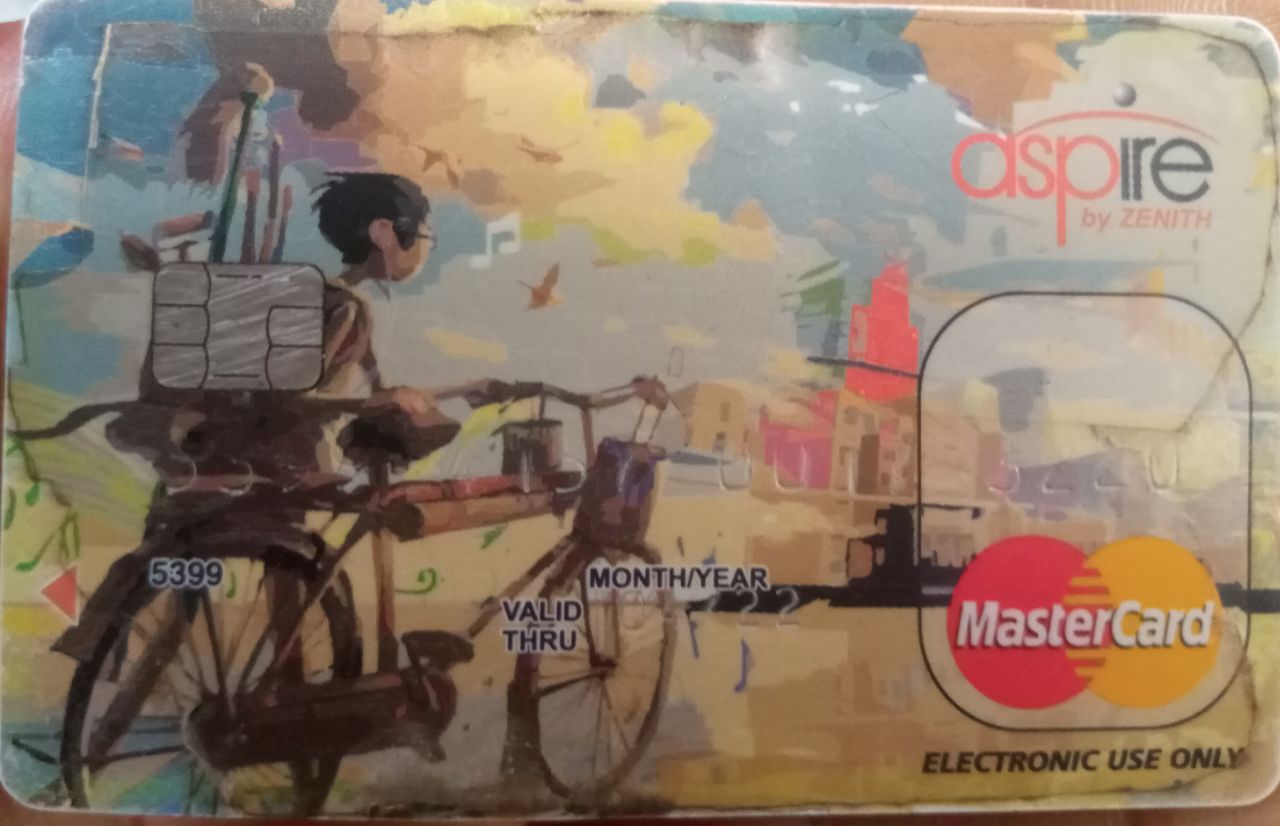 aspire
by ZENITH
5399
MONTH/YEAR
VALID
THRU
MasterCard
ELECTRONIC USE ONLY